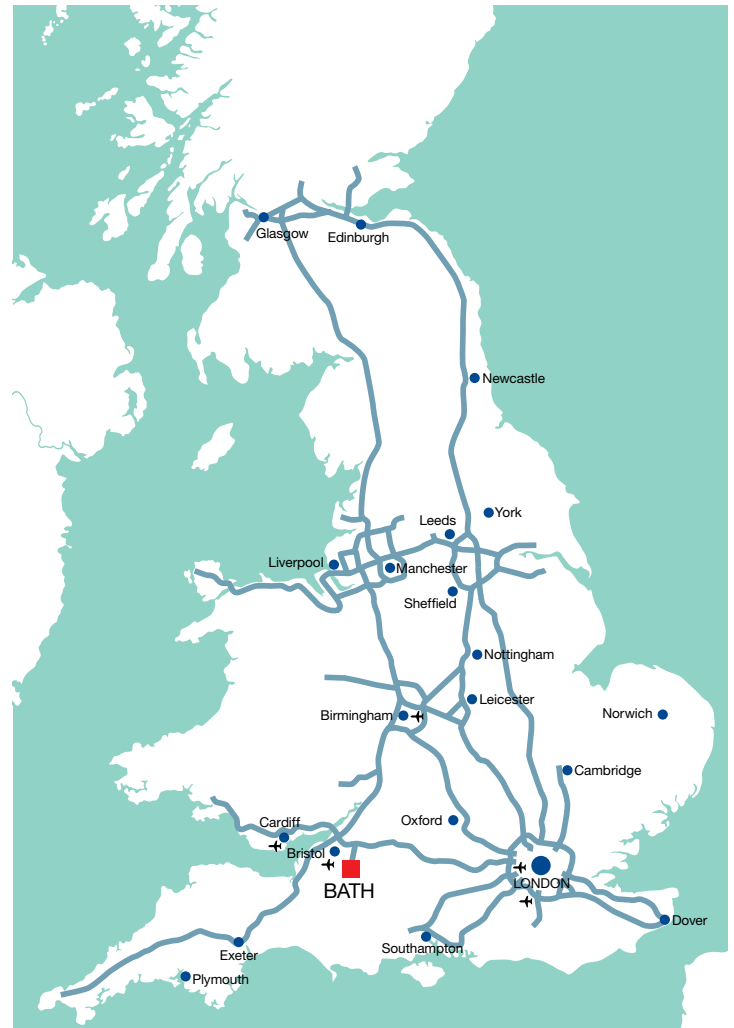 Glasgow
Edinburgh
Newcastle
York
Leeds
Liverpool
Manchester
Sheffield
Nottingham
Leicester
Birmingham
Norwich
Cambridge
Oxford
Cardiff
Bristol
BATH
LONDON
Dover
Southampton
Exeter
Plymouth